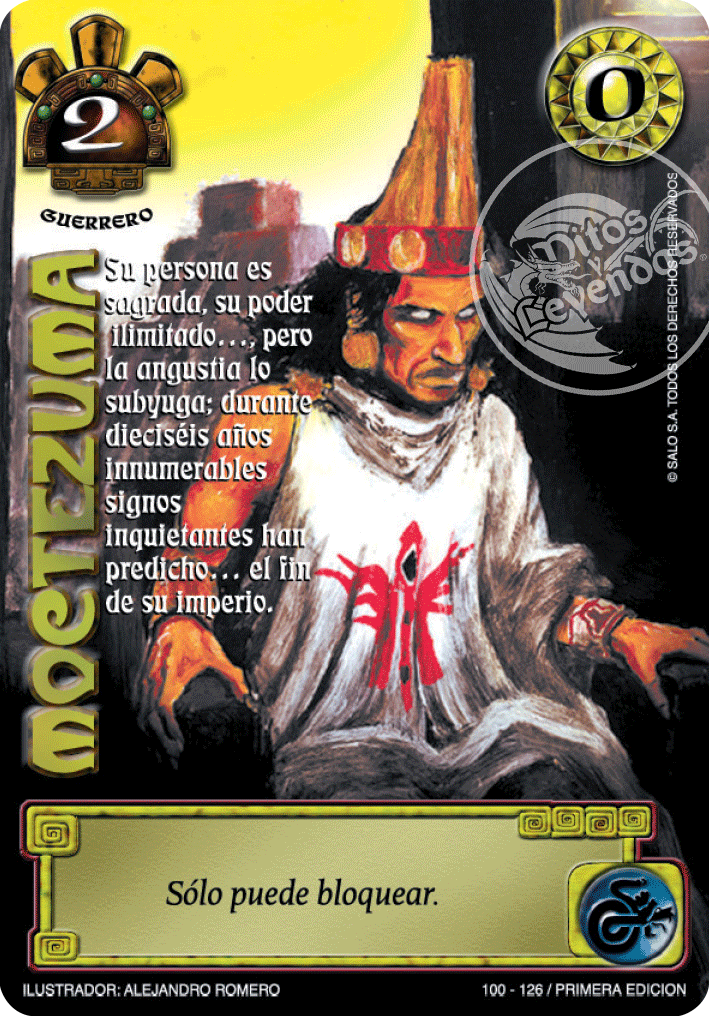 2
0
GUERRERO
MOCTEZUMA
Su persona es
sagrada, su poder
ilimitado..., pero
la angustia lo
subyuga; durante
dieciséis años
innumerables
signos
inquietantes han
predicho... el fin
de su imperio.
Mitos
y
Leyendas
®
© SALO S.A. TODOS LOS DERECHOS RESERVADOS
Sólo puede bloquear.
ILUSTRADOR: ALEJANDRO ROMERO
100 - 126 / PRIMERA EDICION